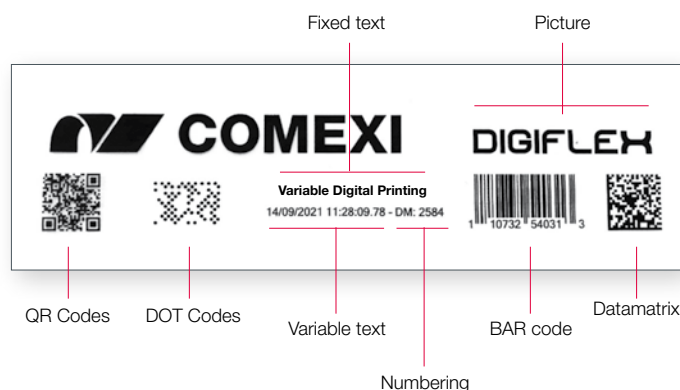 Fixed text Picture
COMEXI DIGIFLEX
Variable Digital Printing
14/09/2021 11:28:09.78 - DM: 2584
1 10732 54031 3
QR Codes DOT Codes Variable text BAR code Datamatrix
Numbering